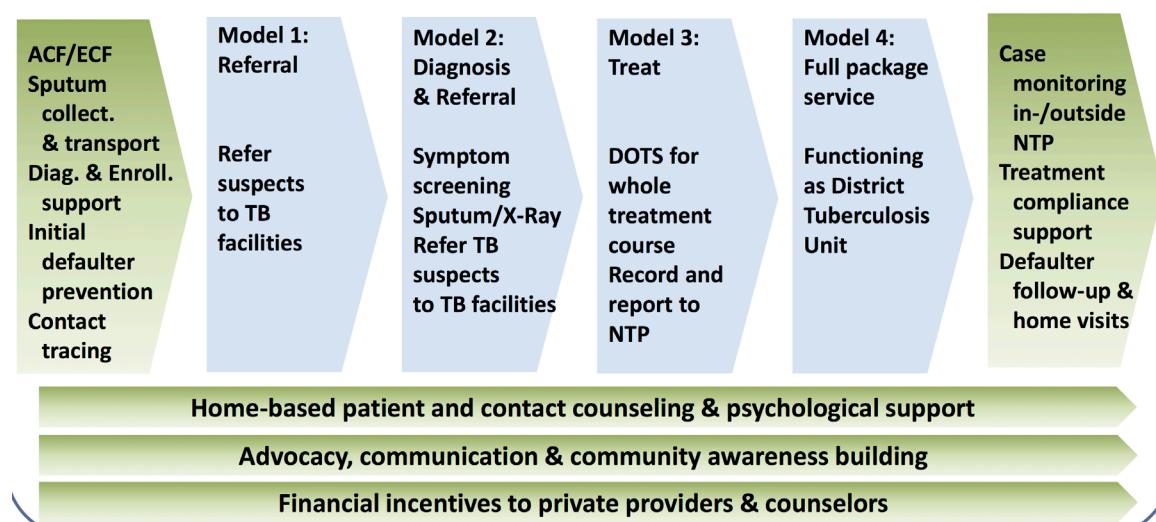 ACF/ECF
Sputum
collect.
& transport
Diag. & Enroll.
support
Initial
defaulter
prevention
Contact
tracing
Model 1:
Referral
Refer
suspects
to TB
facilities
Model 2:
Diagnosis
& Referral
Symptom
screening
Sputum/X-Ray
Refer TB
suspects
to TB facilities
Model 3:
Treat
DOTS for
whole
treatment
course
Record and
report to
NTP
Model 4:
Full package
service
Functioning
as District
Tuberculosis
Unit
Case
monitoring
in-/outside
NTP
Treatment
compliance
support
Defaulter
follow-up &
home visits
Home-based patient and contact counseling & psychological support
Advocacy, communication & community awareness building
Financial incentives to private providers & counselors